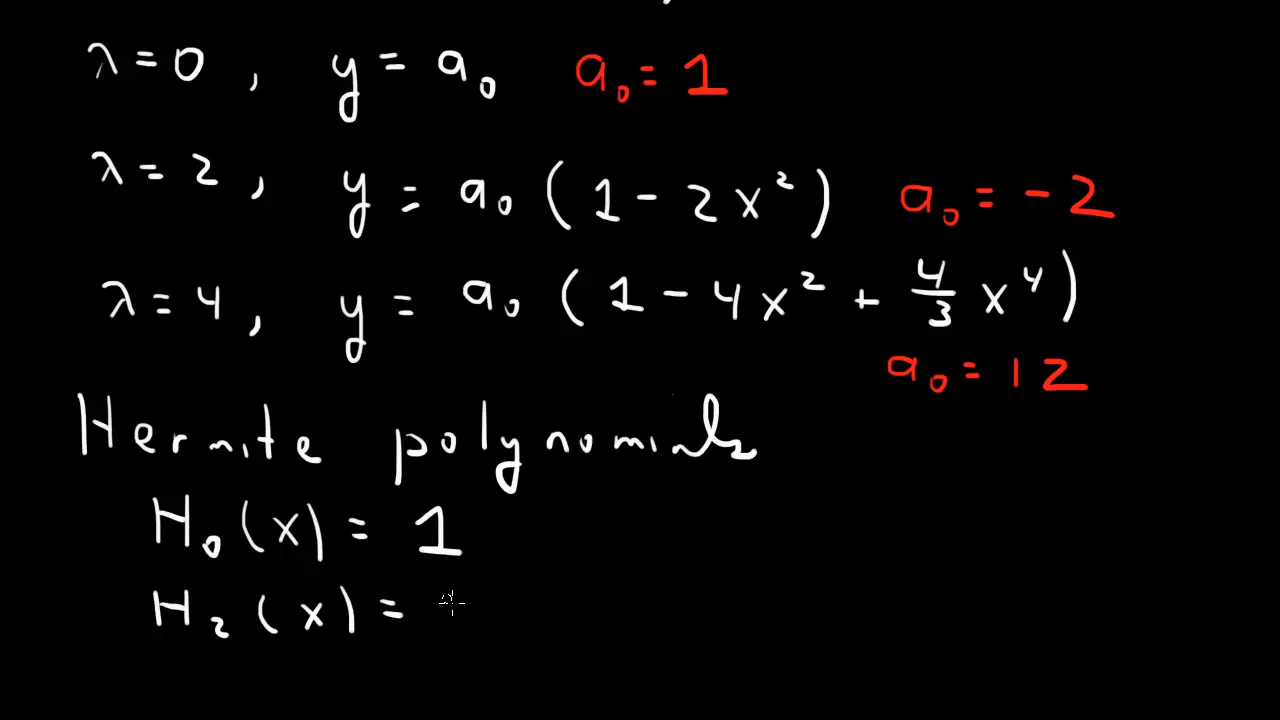 λ = 0 , y = a₀ a₀ = 1
λ = 2 , y = a₀ ( 1 - 2x² ) a₀ = -2
λ = 4 , y = a₀ ( 1 - 4x² + 4/3 x⁴ )
a₀ = 12
Hermite polynomials
H₀(x) = 1
H₂(x) =